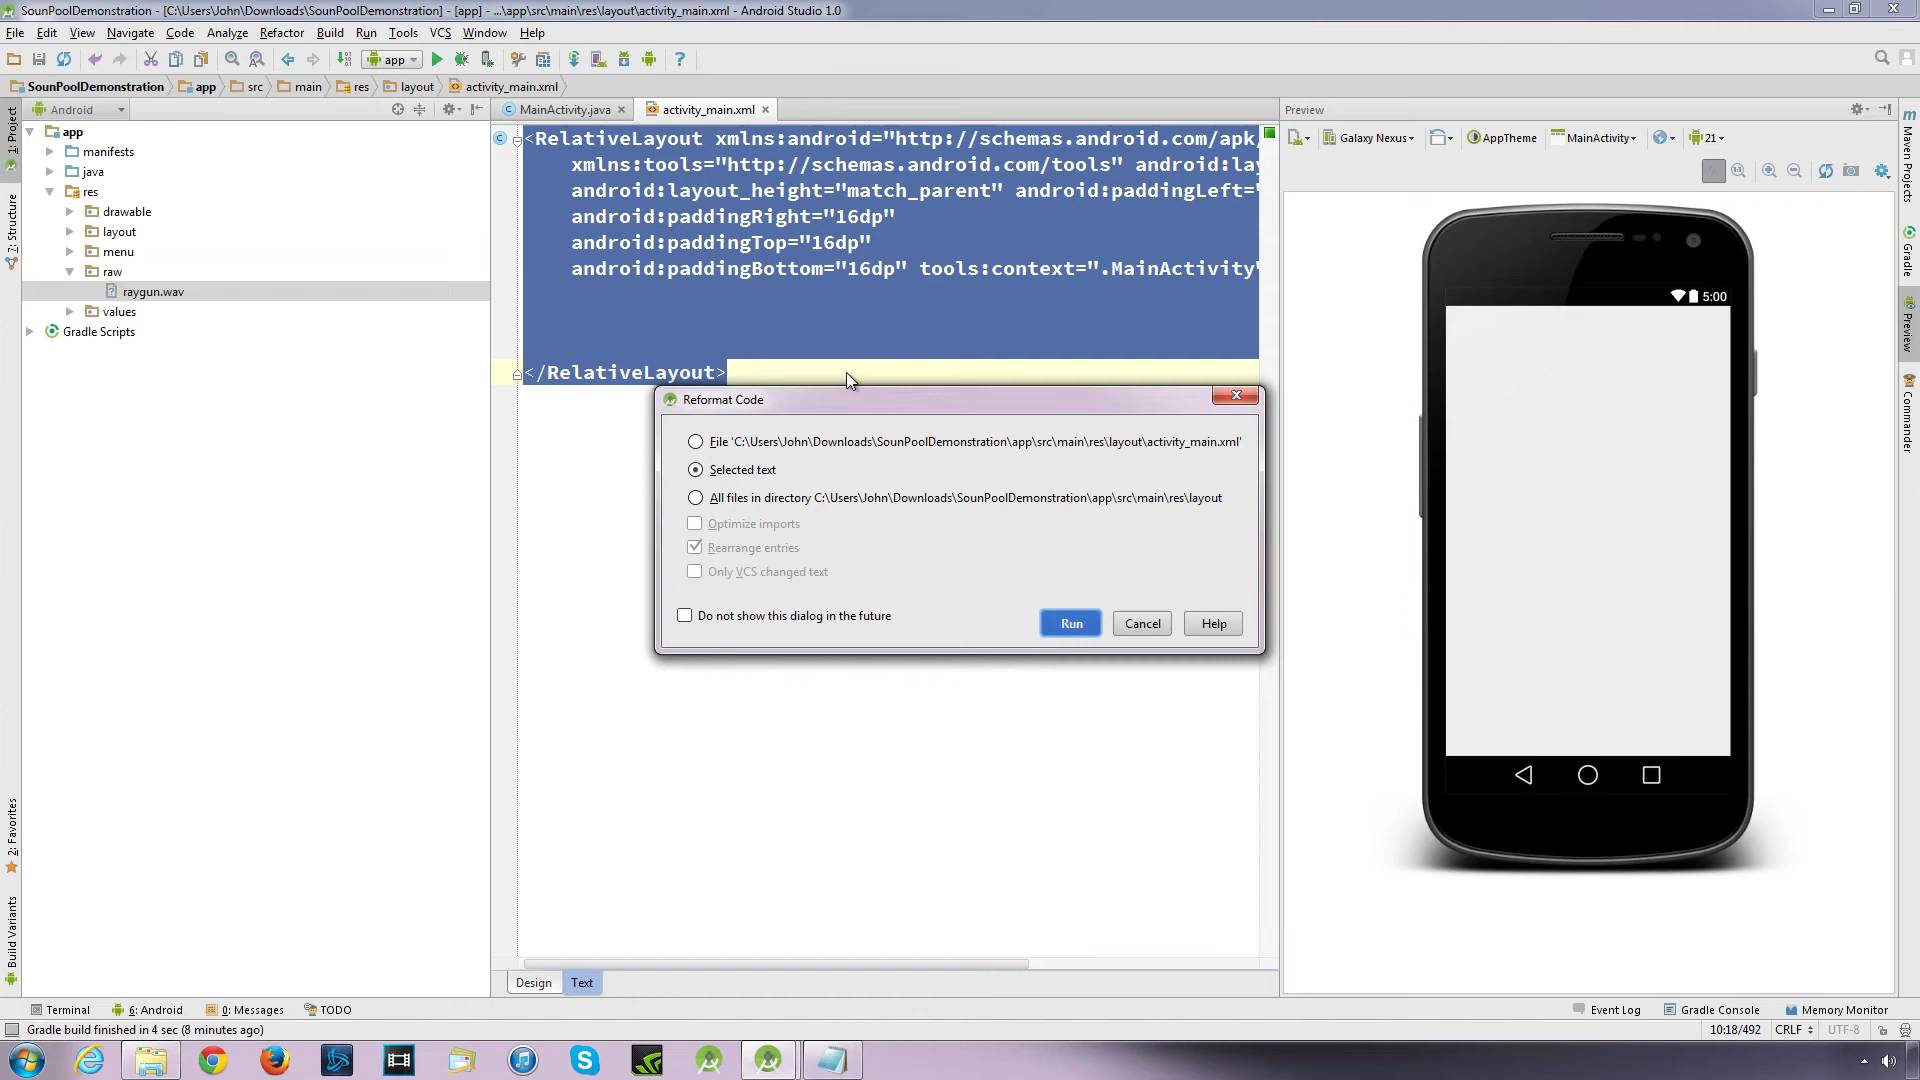 SounPoolDemonstration - [C:\Users\John\Downloads\SounPoolDemonstration] - [app] - ...\app\src\main\res\layout\activity_main.xml - Android Studio 1.0
File Edit View Navigate Code Analyze Refactor Build Run Tools VCS Window Help
app
SounPoolDemonstration app src main res layout activity_main.xml
Android
MainActivity.java activity_main.xml
Preview
1: Project
7: Structure
2: Favorites
Build Variants
app
manifests
java
res
drawable
layout
menu
raw
raygun.wav
values
Gradle Scripts
<RelativeLayout xmlns:android="http://schemas.android.com/apk/
xmlns:tools="http://schemas.android.com/tools" android:lay
android:layout_height="match_parent" android:paddingLeft="
android:paddingRight="16dp"
android:paddingTop="16dp"
android:paddingBottom="16dp" tools:context=".MainActivity"
</RelativeLayout>
Reformat Code
File 'C:\Users\John\Downloads\SounPoolDemonstration\app\src\main\res\layout\activity_main.xml'
Selected text
All files in directory C:\Users\John\Downloads\SounPoolDemonstration\app\src\main\res\layout
Optimize imports
Rearrange entries
Only VCS changed text
Do not show this dialog in the future
Run Cancel Help
Galaxy Nexus AppTheme MainActivity 21
5:00
Maven Projects
Gradle
Preview
Commander
Design Text
Terminal 6: Android 0: Messages TODO
Event Log Gradle Console Memory Monitor
Gradle build finished in 4 sec (8 minutes ago)
10:18/492 CRLF UTF-8